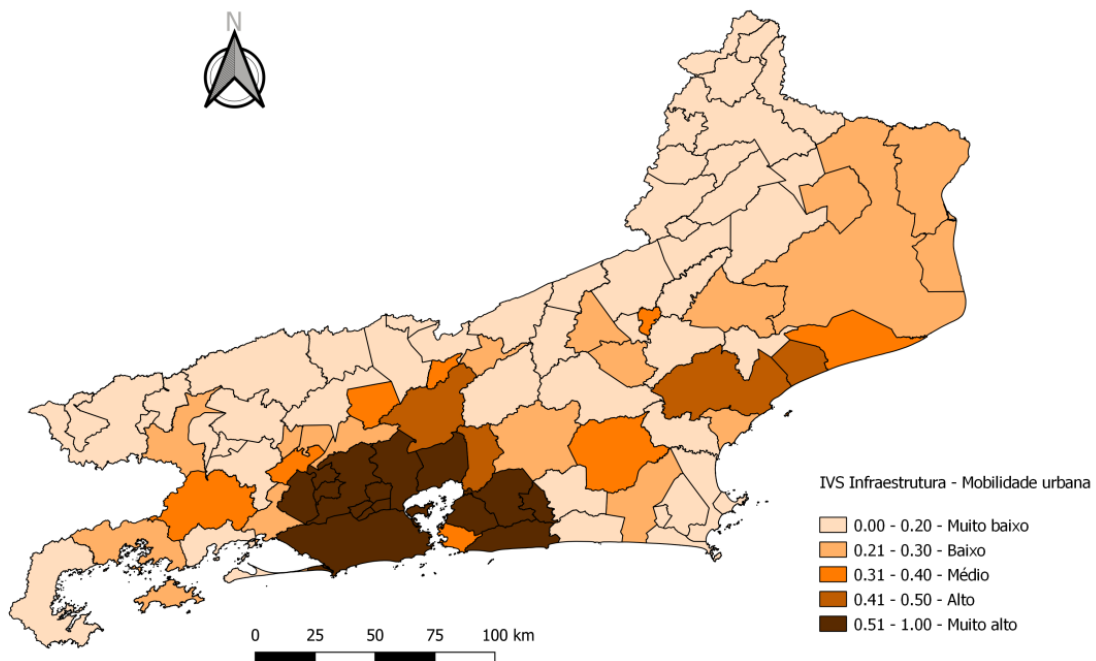 N
IVS Infraestrutura - Mobilidade urbana
0.00 - 0.20 - Muito baixo
0.21 - 0.30 - Baixo
0.31 - 0.40 - Médio
0.41 - 0.50 - Alto
0.51 - 1.00 - Muito alto
0 25 50 75 100 km